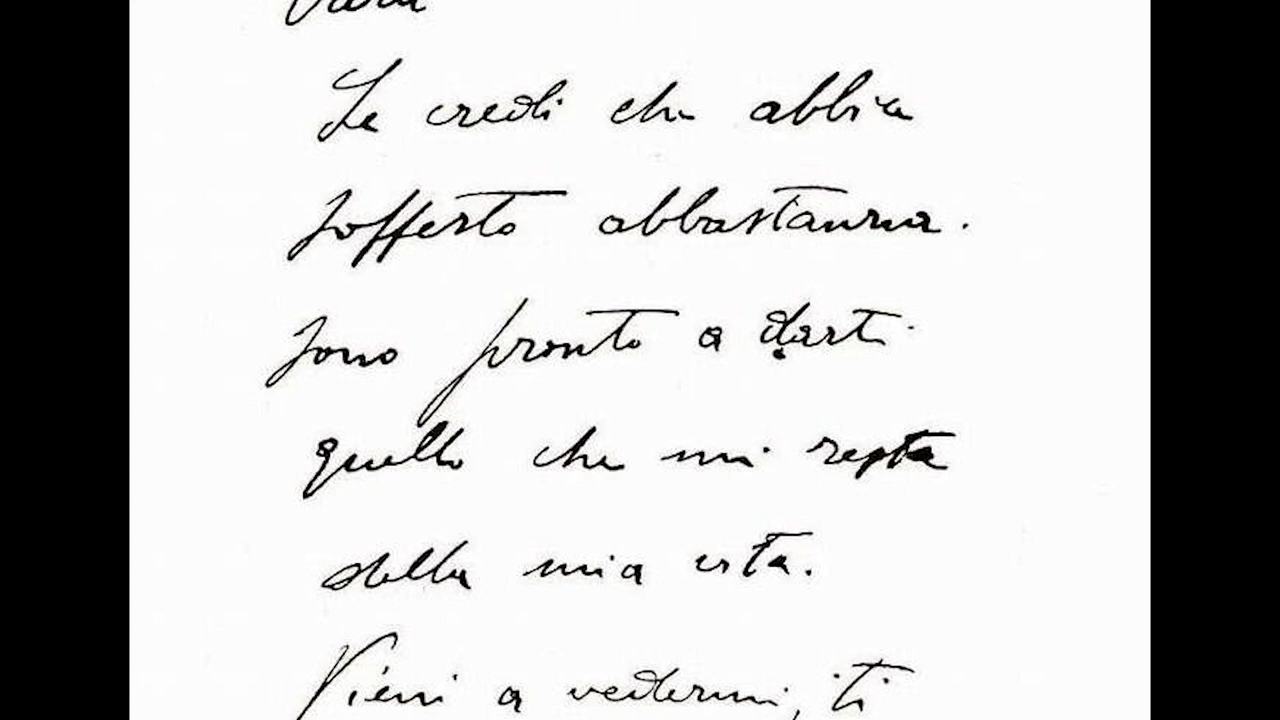 Se credi che abbia
sofferto abbastanza.
Sono pronto a darti
quello che mi resta
della mia vita.
Vieni a vedermi, ti